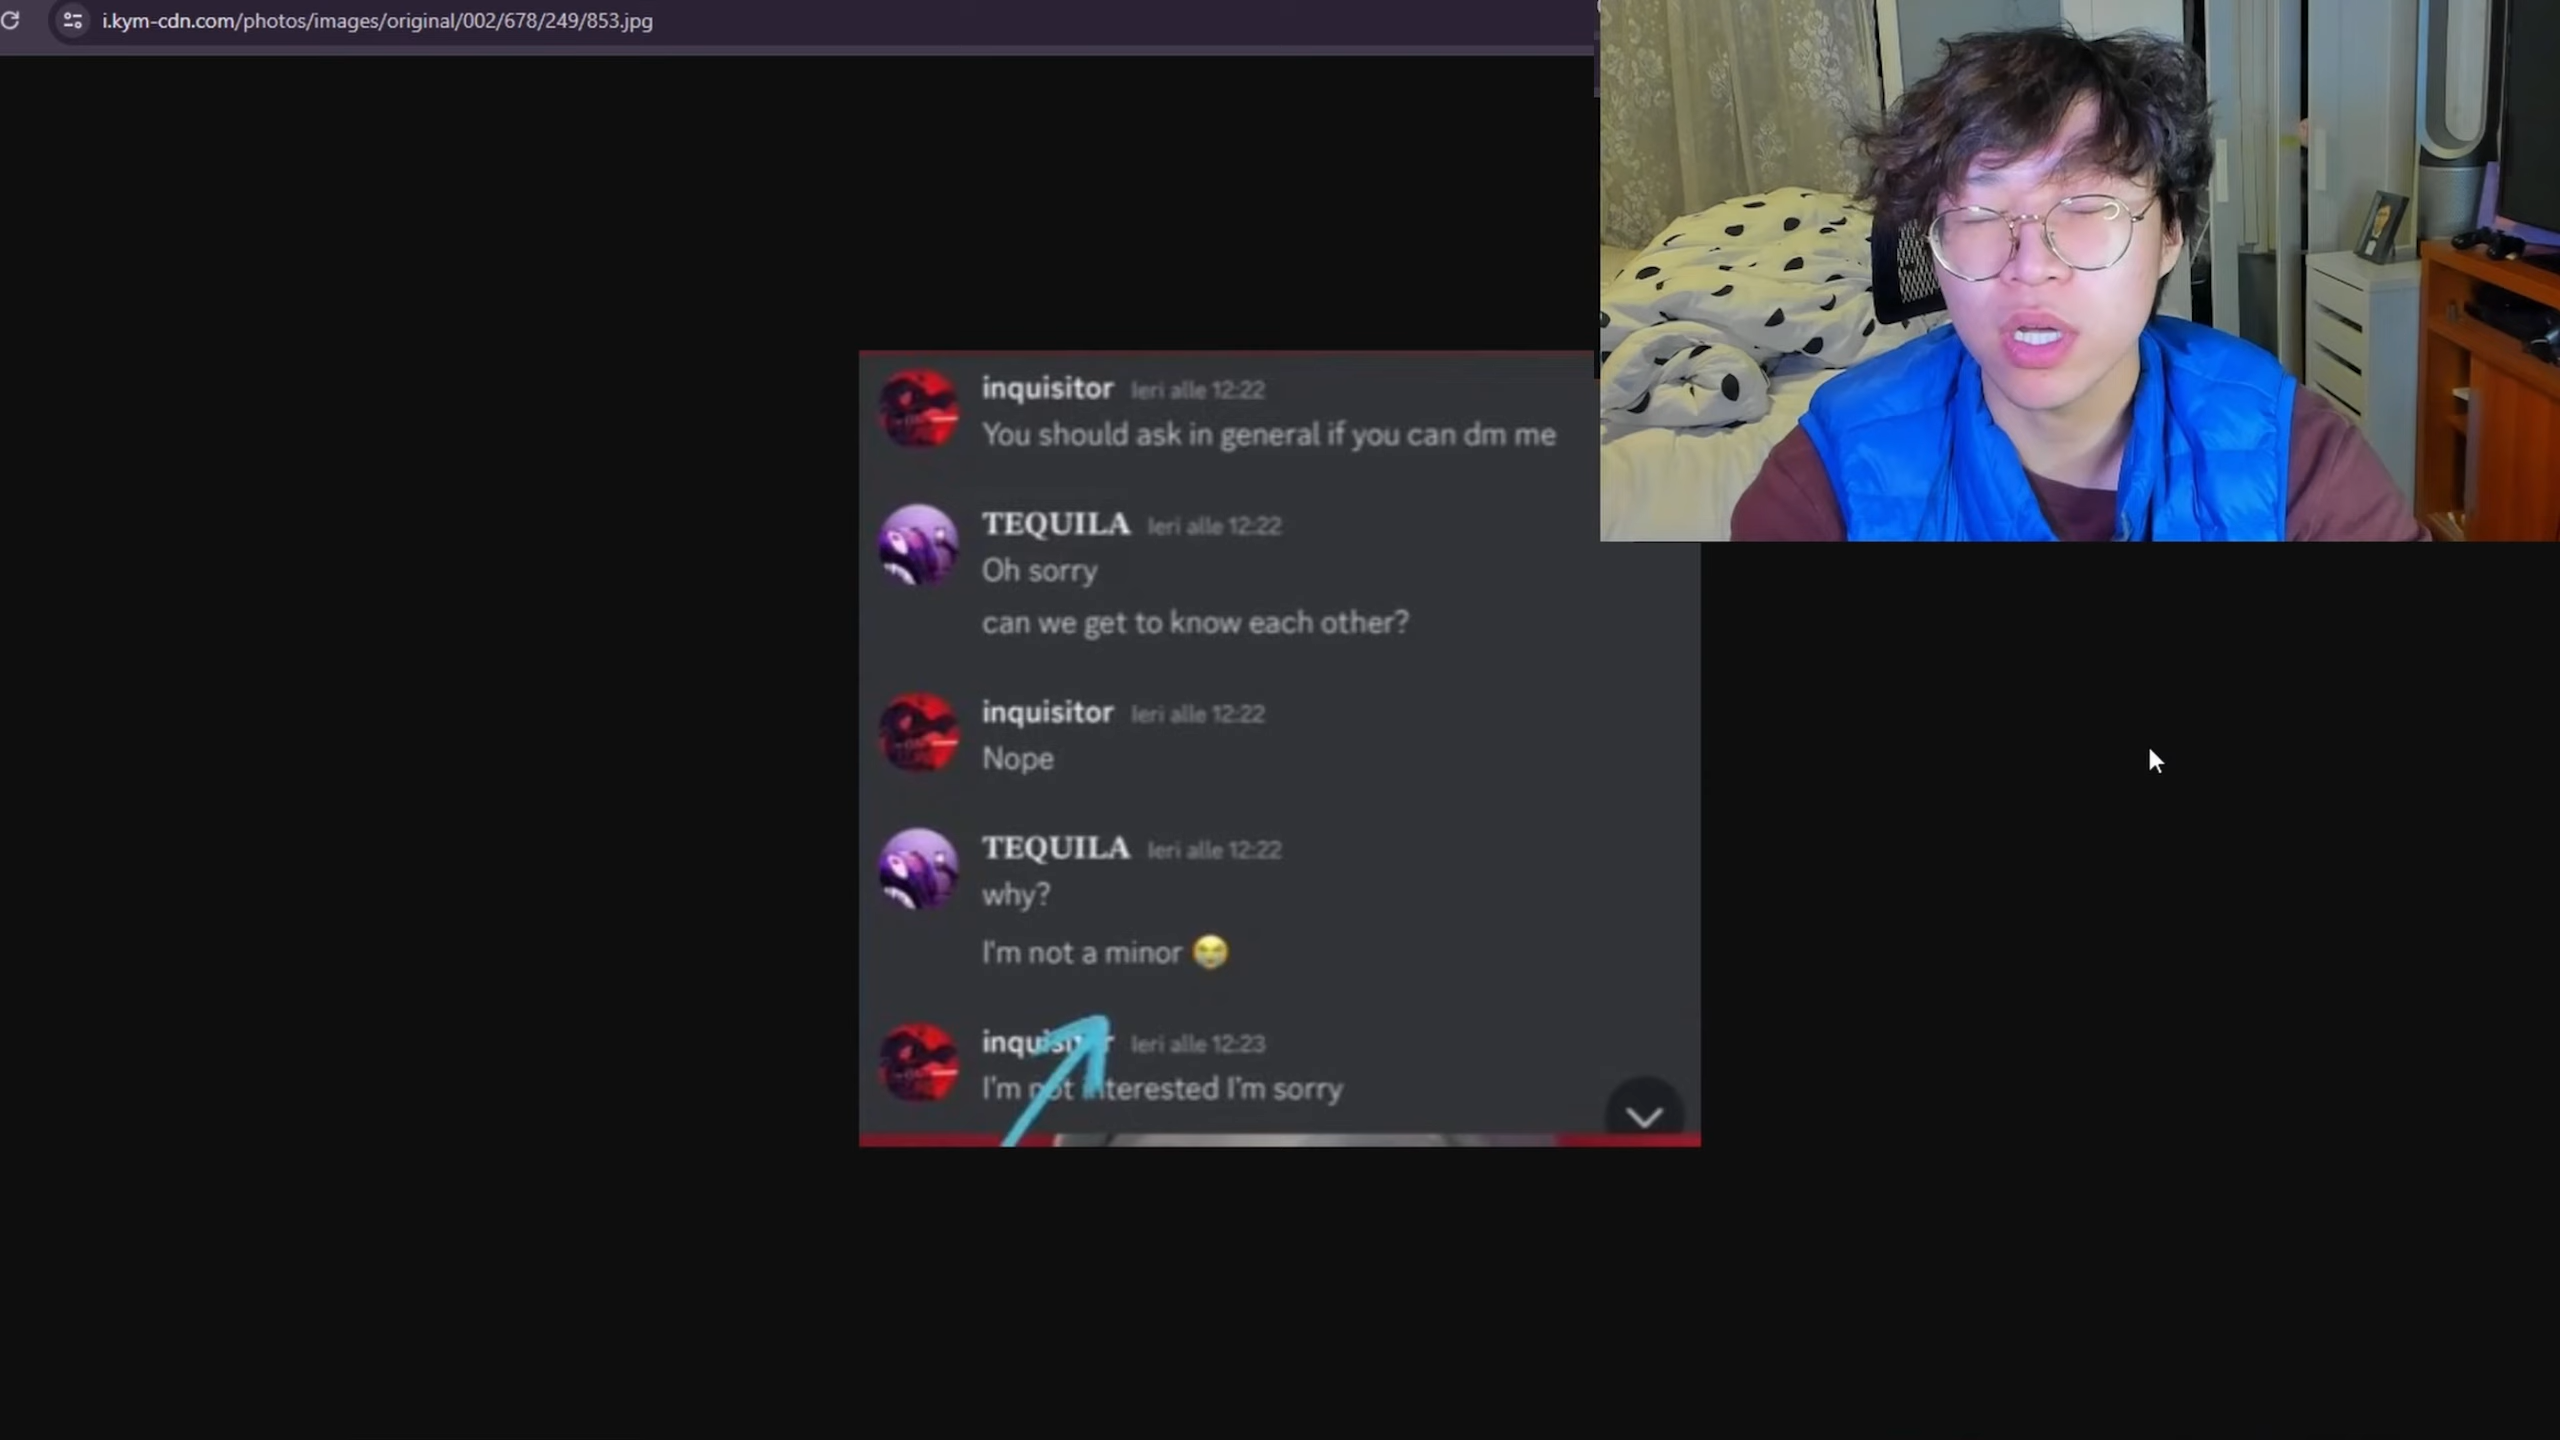 i.kym-cdn.com/photos/images/original/002/678/249/853.jpg
inquisitor Ieri alle 12:22
You should ask in general if you can dm me
TEQUILA Ieri alle 12:22
Oh sorry
can we get to know each other?
inquisitor Ieri alle 12:22
Nope
TEQUILA Ieri alle 12:22
why?
I'm not a minor 😭
inquisitor Ieri alle 12:23
I'm not interested I'm sorry